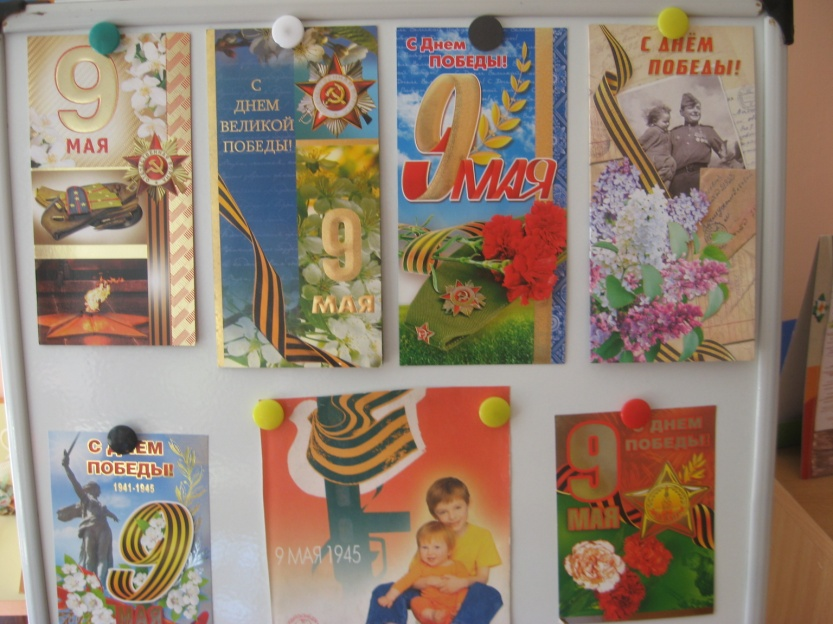 9
МАЯ
С
ДНЕМ
ВЕЛИКОЙ
ПОБЕДЫ!
9
МАЯ
С Днем
ПОБЕДЫ!
9 МАЯ
С ДНЁМ
ПОБЕДЫ!
С ДНЕМ
ПОБЕДЫ!
1941-1945
9
9 МАЯ 1945
С ДНЕМ
ПОБЕДЫ!
9
МАЯ